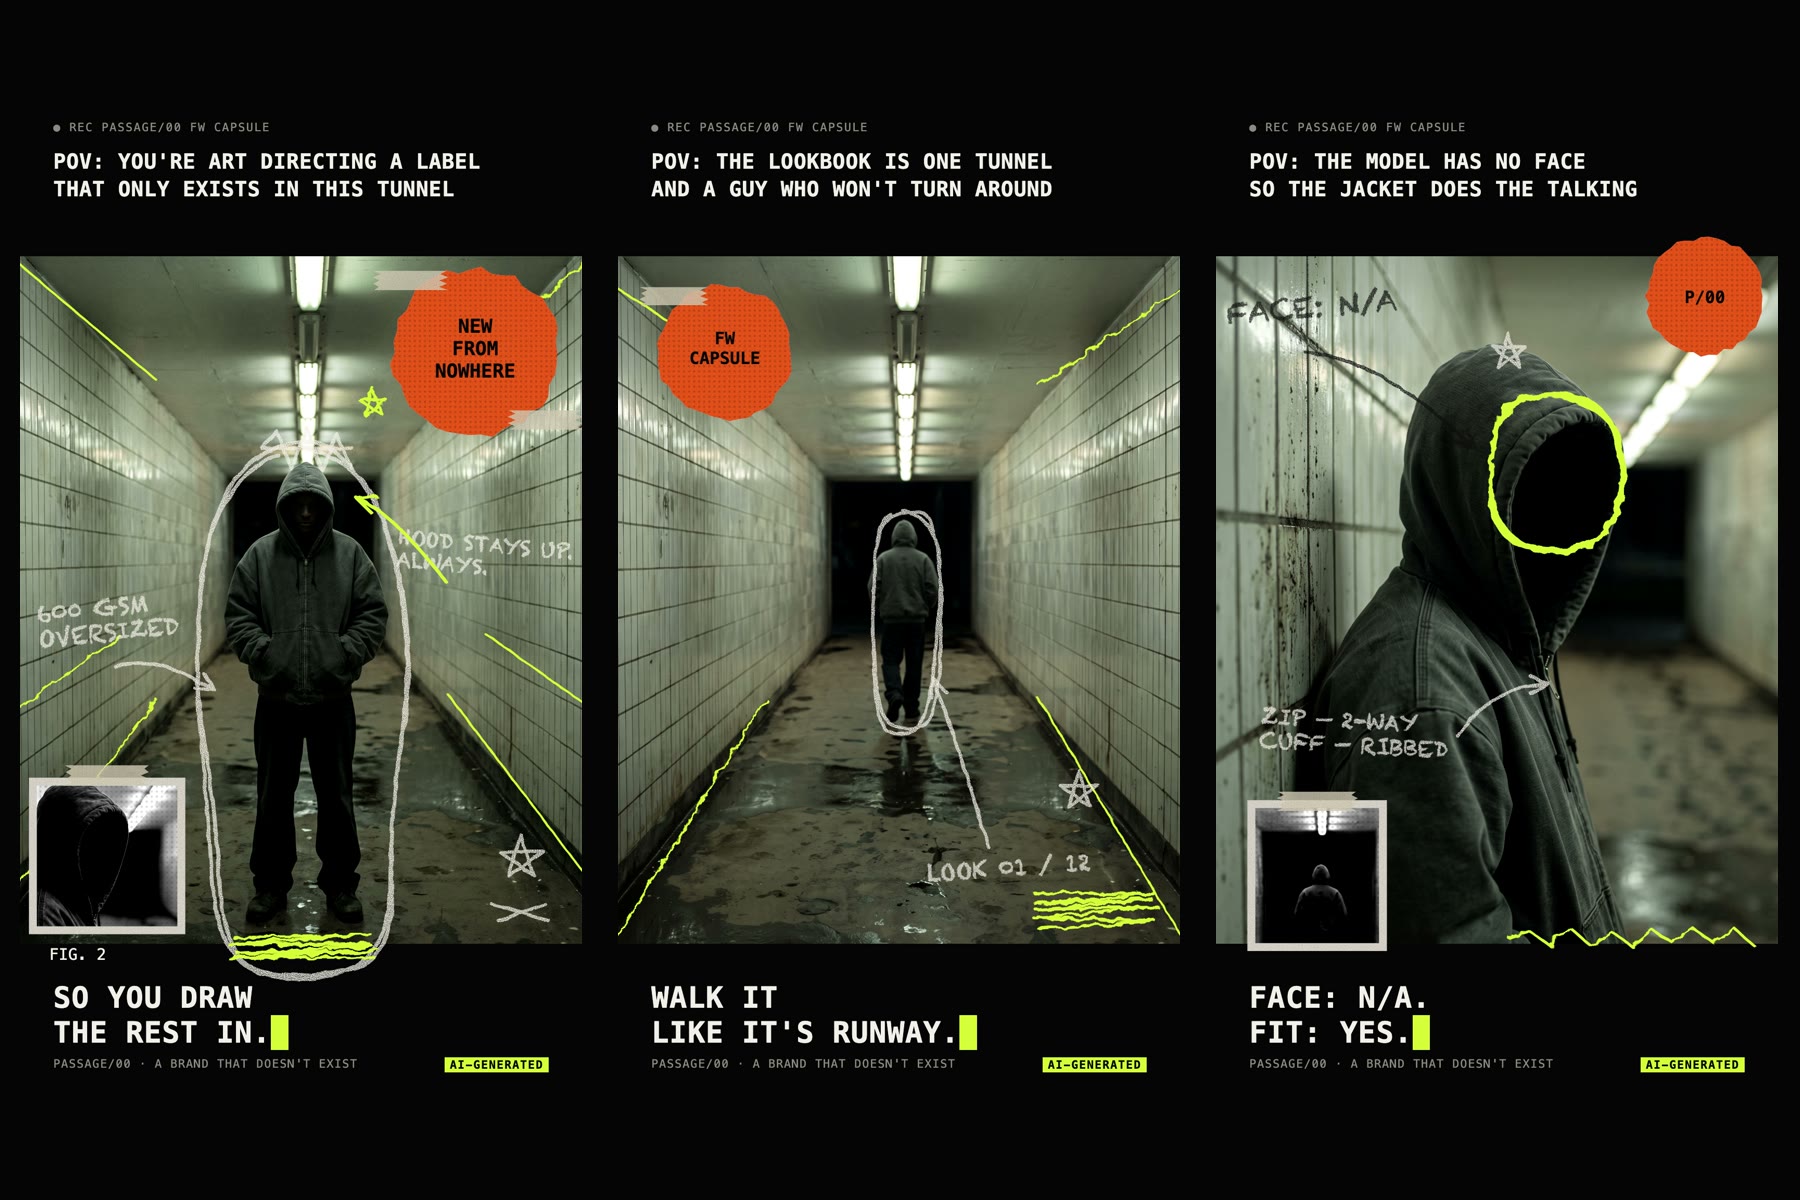 REC PASSAGE/00 FW CAPSULE
POV: YOU'RE ART DIRECTING A LABEL
THAT ONLY EXISTS IN THIS TUNNEL
NEW
FROM
NOWHERE
HOOD STAYS UP.
ALWAYS.
600 GSM
OVERSIZED
FIG. 2
SO YOU DRAW
THE REST IN.
PASSAGE/00 · A BRAND THAT DOESN'T EXIST
AI-GENERATED
REC PASSAGE/00 FW CAPSULE
POV: THE LOOKBOOK IS ONE TUNNEL
AND A GUY WHO WON'T TURN AROUND
FW
CAPSULE
LOOK 01 / 12
WALK IT
LIKE IT'S RUNWAY.
PASSAGE/00 · A BRAND THAT DOESN'T EXIST
AI-GENERATED
REC PASSAGE/00 FW CAPSULE
POV: THE MODEL HAS NO FACE
SO THE JACKET DOES THE TALKING
P/00
FACE: N/A
ZIP — 2-WAY
CUFF — RIBBED
FACE: N/A.
FIT: YES.
PASSAGE/00 · A BRAND THAT DOESN'T EXIST
AI-GENERATED